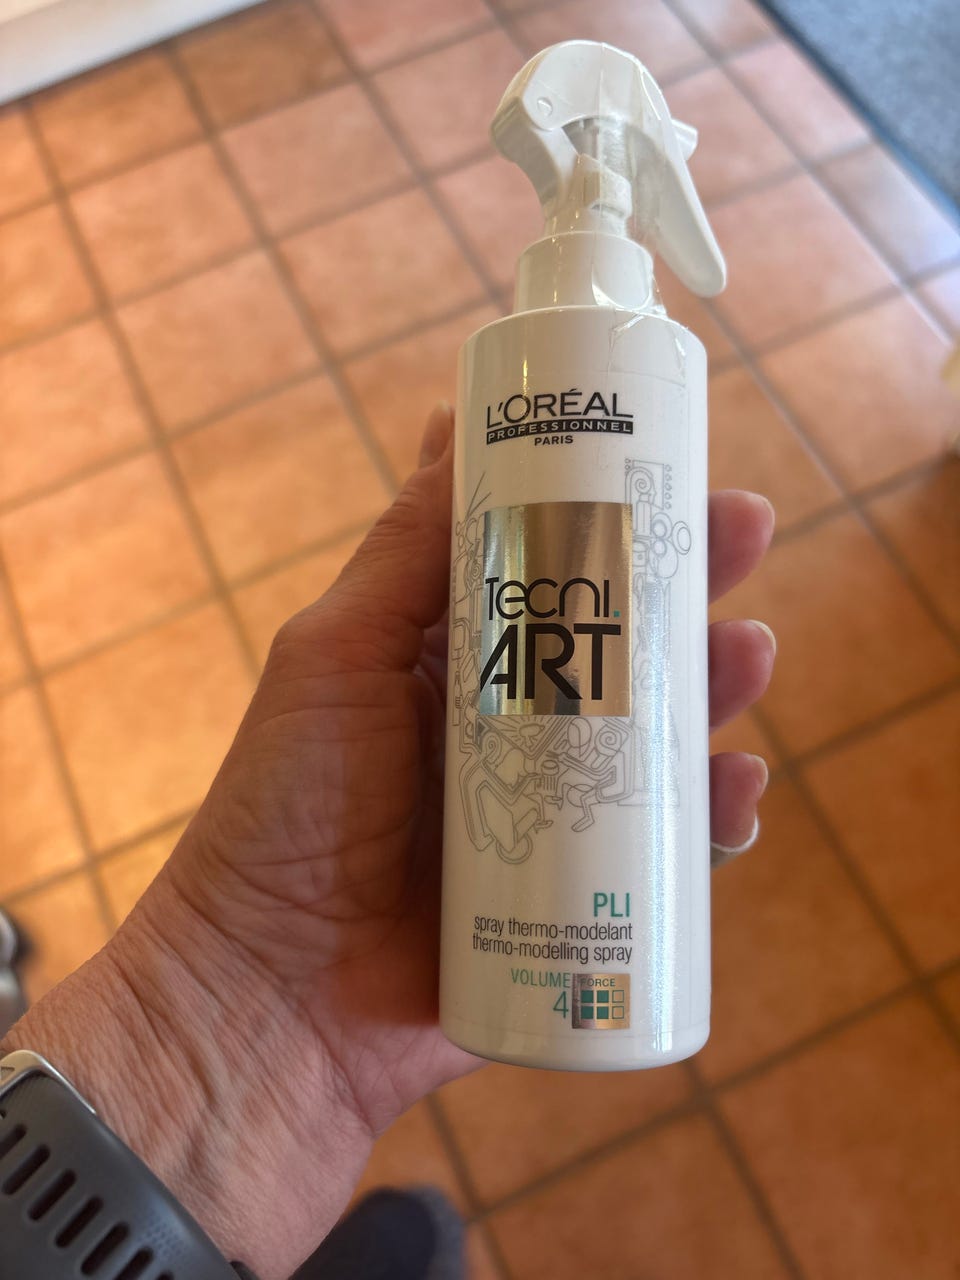 L'ORÉAL
PROFESSIONNEL
PARIS
Tecni.
ART
PLI
spray thermo-modelant
thermo-modelling spray
VOLUME
FORCE
4